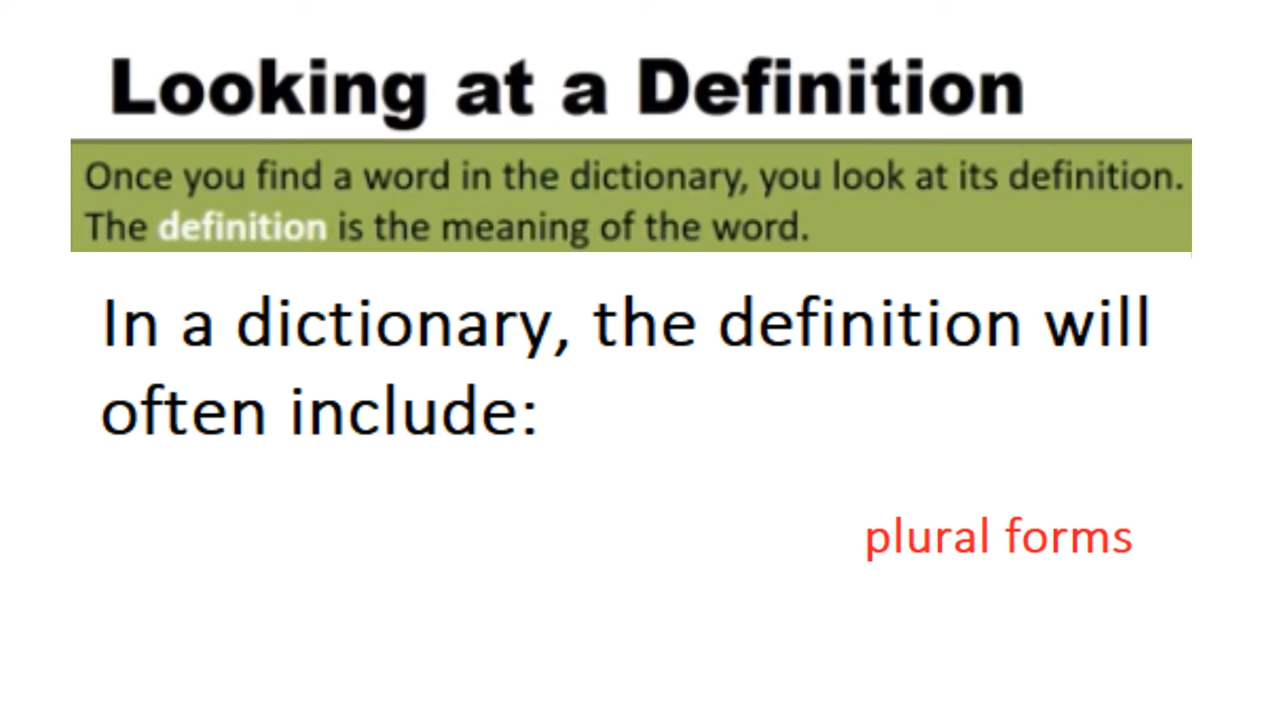 Looking at a Definition
Once you find a word in the dictionary, you look at its definition.
The definition is the meaning of the word.
In a dictionary, the definition will
often include:
plural forms